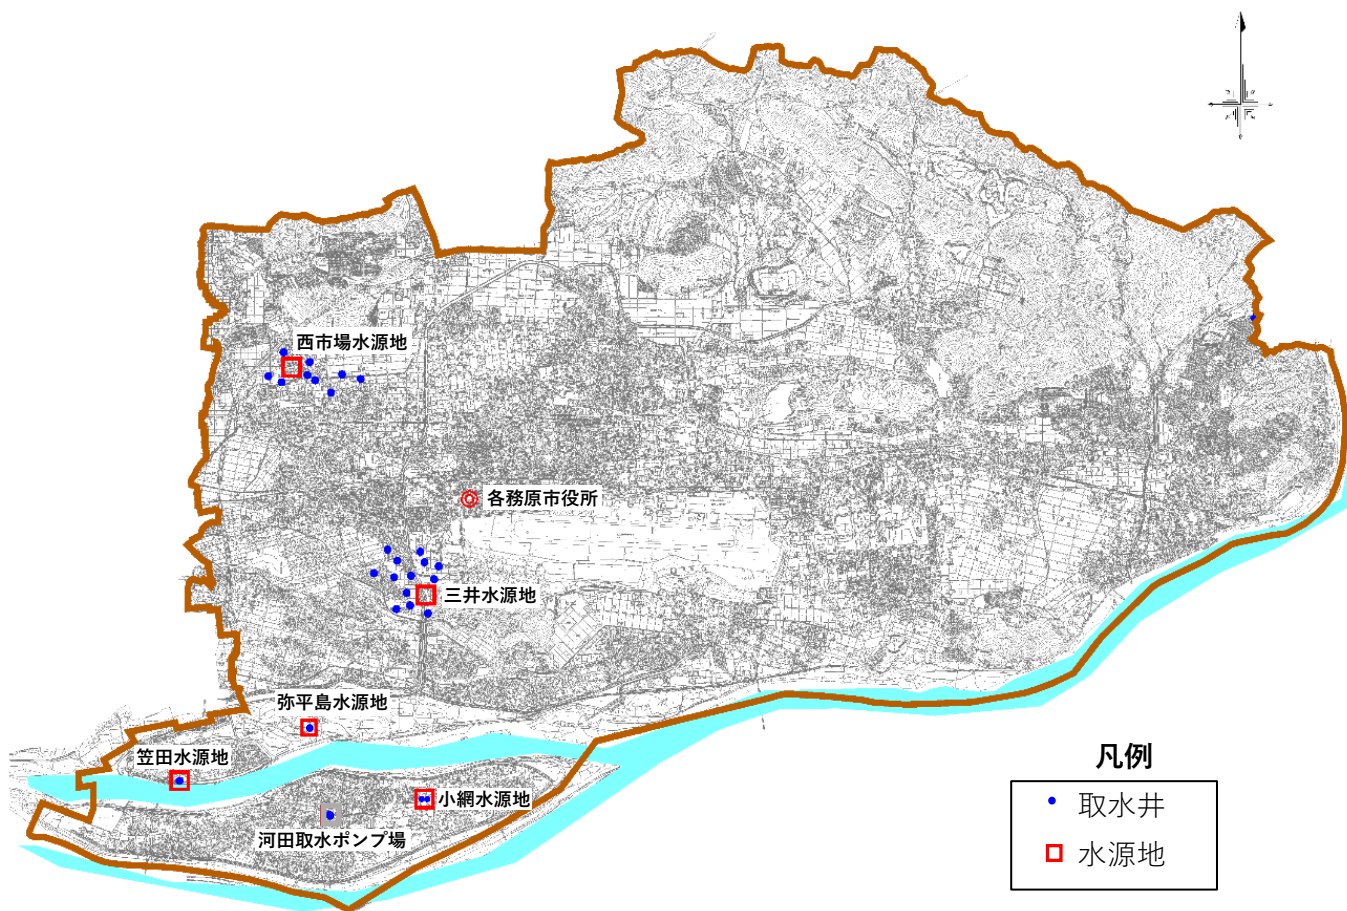 西市場水源地
各務原市役所
三井水源地
弥平島水源地
笠田水源地
小網水源地
河田取水ポンプ場
凡例
取水井
水源地